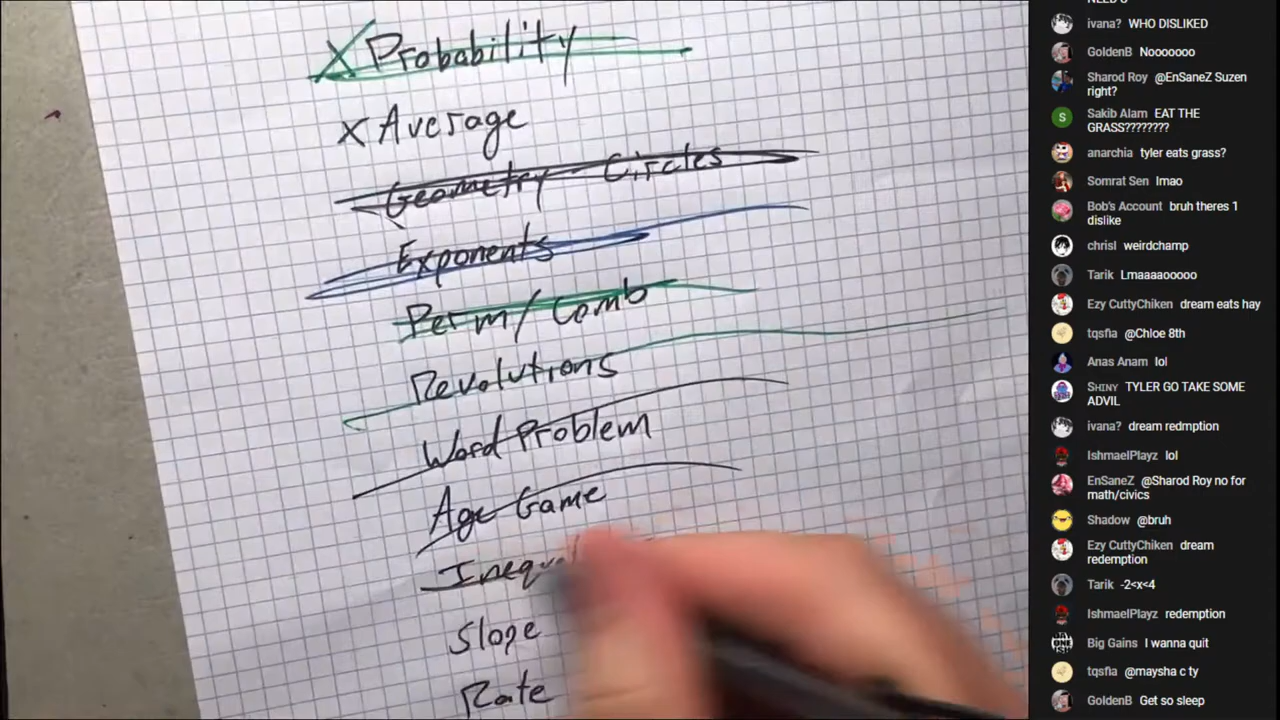 X Probability
X Average
Geometry - Circles
Exponents
Perm/Comb
Revolutions
Word Problem
Age Game
Slope
Rate
ivana? WHO DISLIKED
GoldenB Nooooooo
Sharod Roy @EnSaneZ Suzen
right?
S
Sakib Alam EAT THE
GRASS????????
anarchia tyler eats grass?
Somrat Sen lmao
Bob's Account bruh theres 1
dislike
chrisl weirdchamp
Tarik Lmaaaaooooo
Ezy CuttyChiken dream eats hay
tqsfia @Chloe 8th
Anas Anam lol
Shiny TYLER GO TAKE SOME
ADVIL
ivana? dream redmption
IshmaelPlayz lol
EnSaneZ @Sharod Roy no for
math/civics
Shadow @bruh
Ezy CuttyChiken dream
redemption
Tarik -2<x<4
IshmaelPlayz redemption
Big Gains I wanna quit
tqsfia @maysha c ty
GoldenB Get so sleep